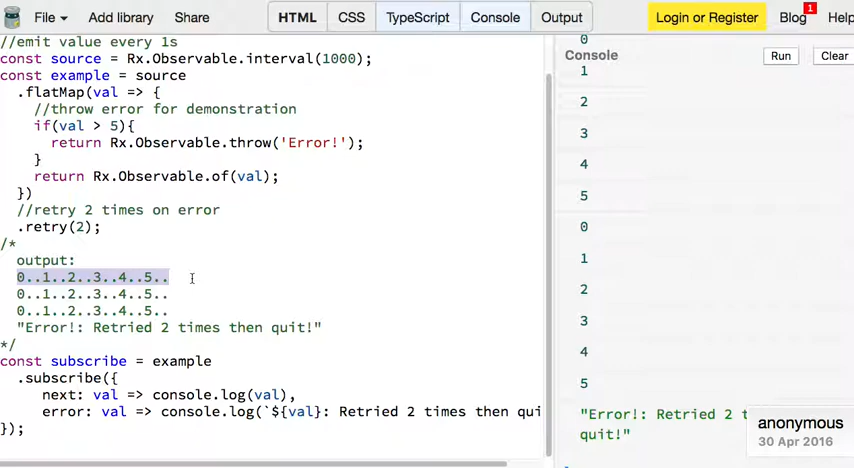 File Add library Share HTML CSS TypeScript Console Output Login or Register Blog 1 Help
//emit value every 1s
const source = Rx.Observable.interval(1000);
const example = source
.flatMap(val => {
//throw error for demonstration
if(val > 5){
return Rx.Observable.throw('Error!');
}
return Rx.Observable.of(val);
})
//retry 2 times on error
.retry(2);
/*
output:
0..1..2..3..4..5..
0..1..2..3..4..5..
0..1..2..3..4..5..
"Error!: Retried 2 times then quit!"
*/
const subscribe = example
.subscribe({
next: val => console.log(val),
error: val => console.log(`${val}: Retried 2 times then qui
});
0
Console Run Clear
1
2
3
4
5
0
1
2
3
4
5
"Error!: Retried 2 t
quit!"
anonymous
30 Apr 2016